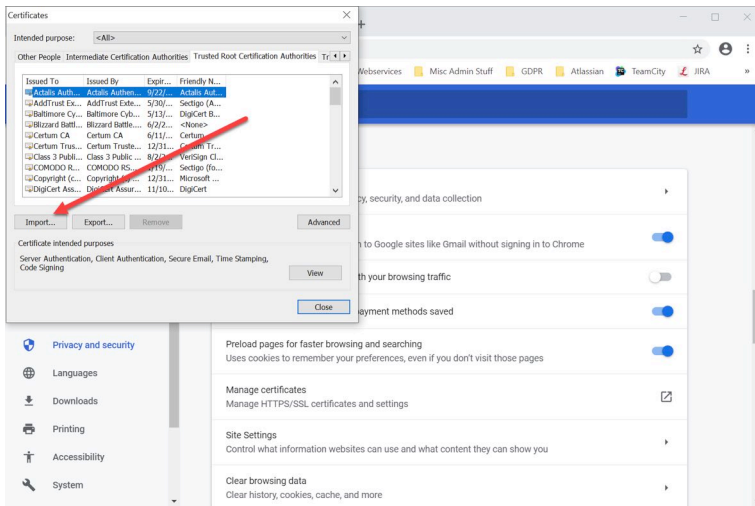 Certificates
Intended purpose: <All>
Other People Intermediate Certification Authorities Trusted Root Certification Authorities Tr
Issued To Issued By Expir... Friendly N...
Actalis Auth... Actalis Authen... 9/22/... Actalis Aut...
AddTrust Ex... AddTrust Exte... 5/30/... Sectigo (A...
Baltimore Cy... Baltimore Cyb... 5/13/... DigiCert B...
Blizzard Battl... Blizzard Battle.... 6/2/2... <None>
Certum CA Certum CA 6/11/... Certum
Certum Trus... Certum Truste... 12/31... Tr...
Class 3 Publi... Class 3 Public ... 8/2/2... VeriSign Cl...
COMODO R... COMODO RS... Sectigo (fo...
Copyright (c... Copyright 12/31... Microsoft ...
DigiCert Ass... Assur... 11/10... DigiCert
Import... Export... Remove Advanced
Certificate intended purposes
Server Authentication, Client Authentication, Secure Email, Time Stamping,
Code Signing
View
Close
Webservices Misc Admin Stuff GDPR Atlassian TeamCity JIRA »
cy, security, and data collection
n to Google sites like Gmail without signing in to Chrome
th your browsing traffic
ayment methods saved
Privacy and security
Languages
Downloads
Printing
Accessibility
System
Preload pages for faster browsing and searching
Uses cookies to remember your preferences, even if you don't visit those pages
Manage certificates
Manage HTTPS/SSL certificates and settings
Site Settings
Control what information websites can use and what content they can show you
Clear browsing data
Clear history, cookies, cache, and more